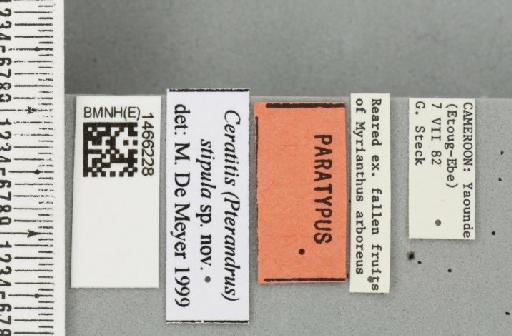 BMNH(E)
1466228
Ceratitis (Pterandrus)
stipula sp. nov.
det: M. De Meyer 1999
PARATYPUS
Reared ex. fallen fruits
of Myrianthus arboreus
CAMEROON: Yaounde
(Etoug-Ebe)
7 VII 82
G. Steck